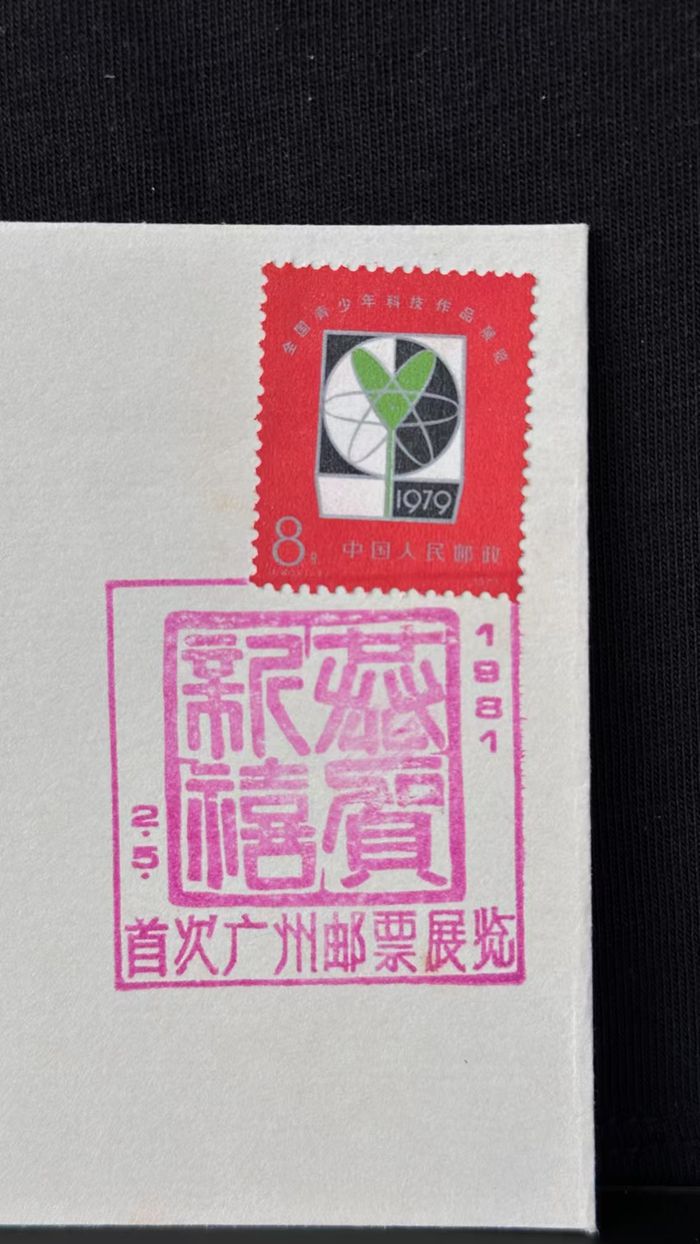 全国青少年科技作品展览
1979
8分
中国人民邮政
恭贺
新禧
1981
2.5.
首次广州邮票展览